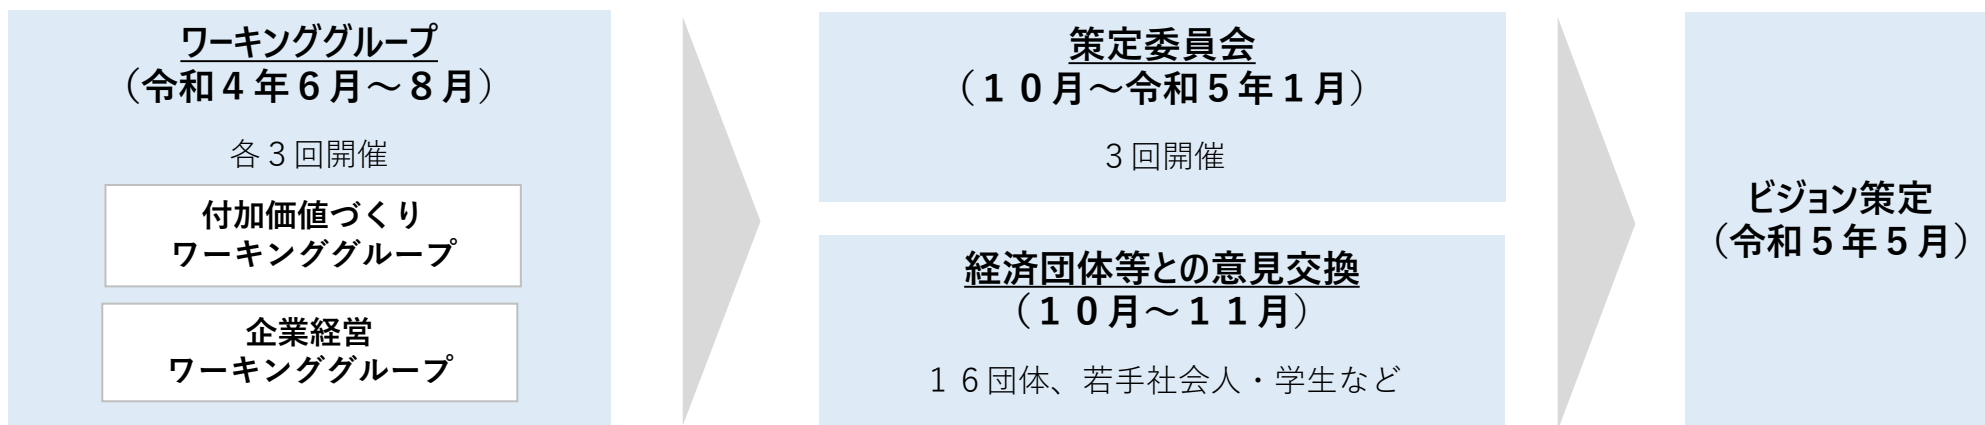 ワーキンググループ
（令和４年６月～８月）
各３回開催
付加価値づくり
ワーキンググループ
企業経営
ワーキンググループ
策定委員会
（１０月～令和５年１月）
３回開催
経済団体等との意見交換
（１０月～１１月）
１６団体、若手社会人・学生など
ビジョン策定
（令和５年５月）